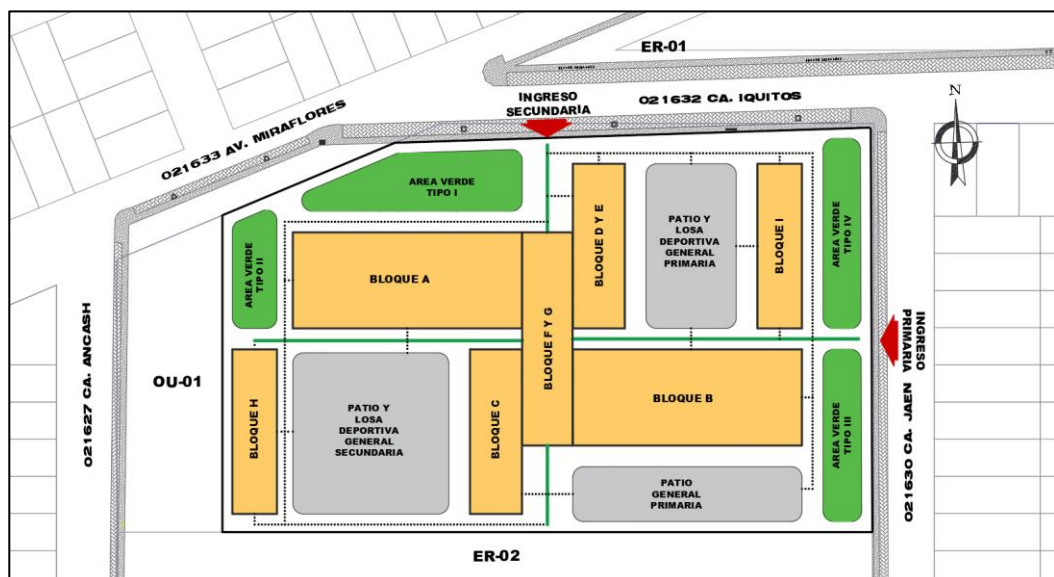 ER-01
INGRESO
SECUNDARIA
021632 CA. IQUITOS
021633 AV. MIRAFLORES
N
AREA VERDE
TIPO I
AREA VERDE
TIPO II
BLOQUE A
BLOQUE F Y G
BLOQUE D Y E
PATIO Y
LOSA
DEPORTIVA
GENERAL
PRIMARIA
BLOQUE I
AREA VERDE
TIPO IV
INGRESO
PRIMARIA
021627 CA. ANCASH
OU-01
BLOQUE H
PATIO Y
LOSA
DEPORTIVA
GENERAL
SECUNDARIA
BLOQUE C
BLOQUE B
AREA VERDE
TIPO III
021630 CA. JAEN
PATIO
GENERAL
PRIMARIA
ER-02